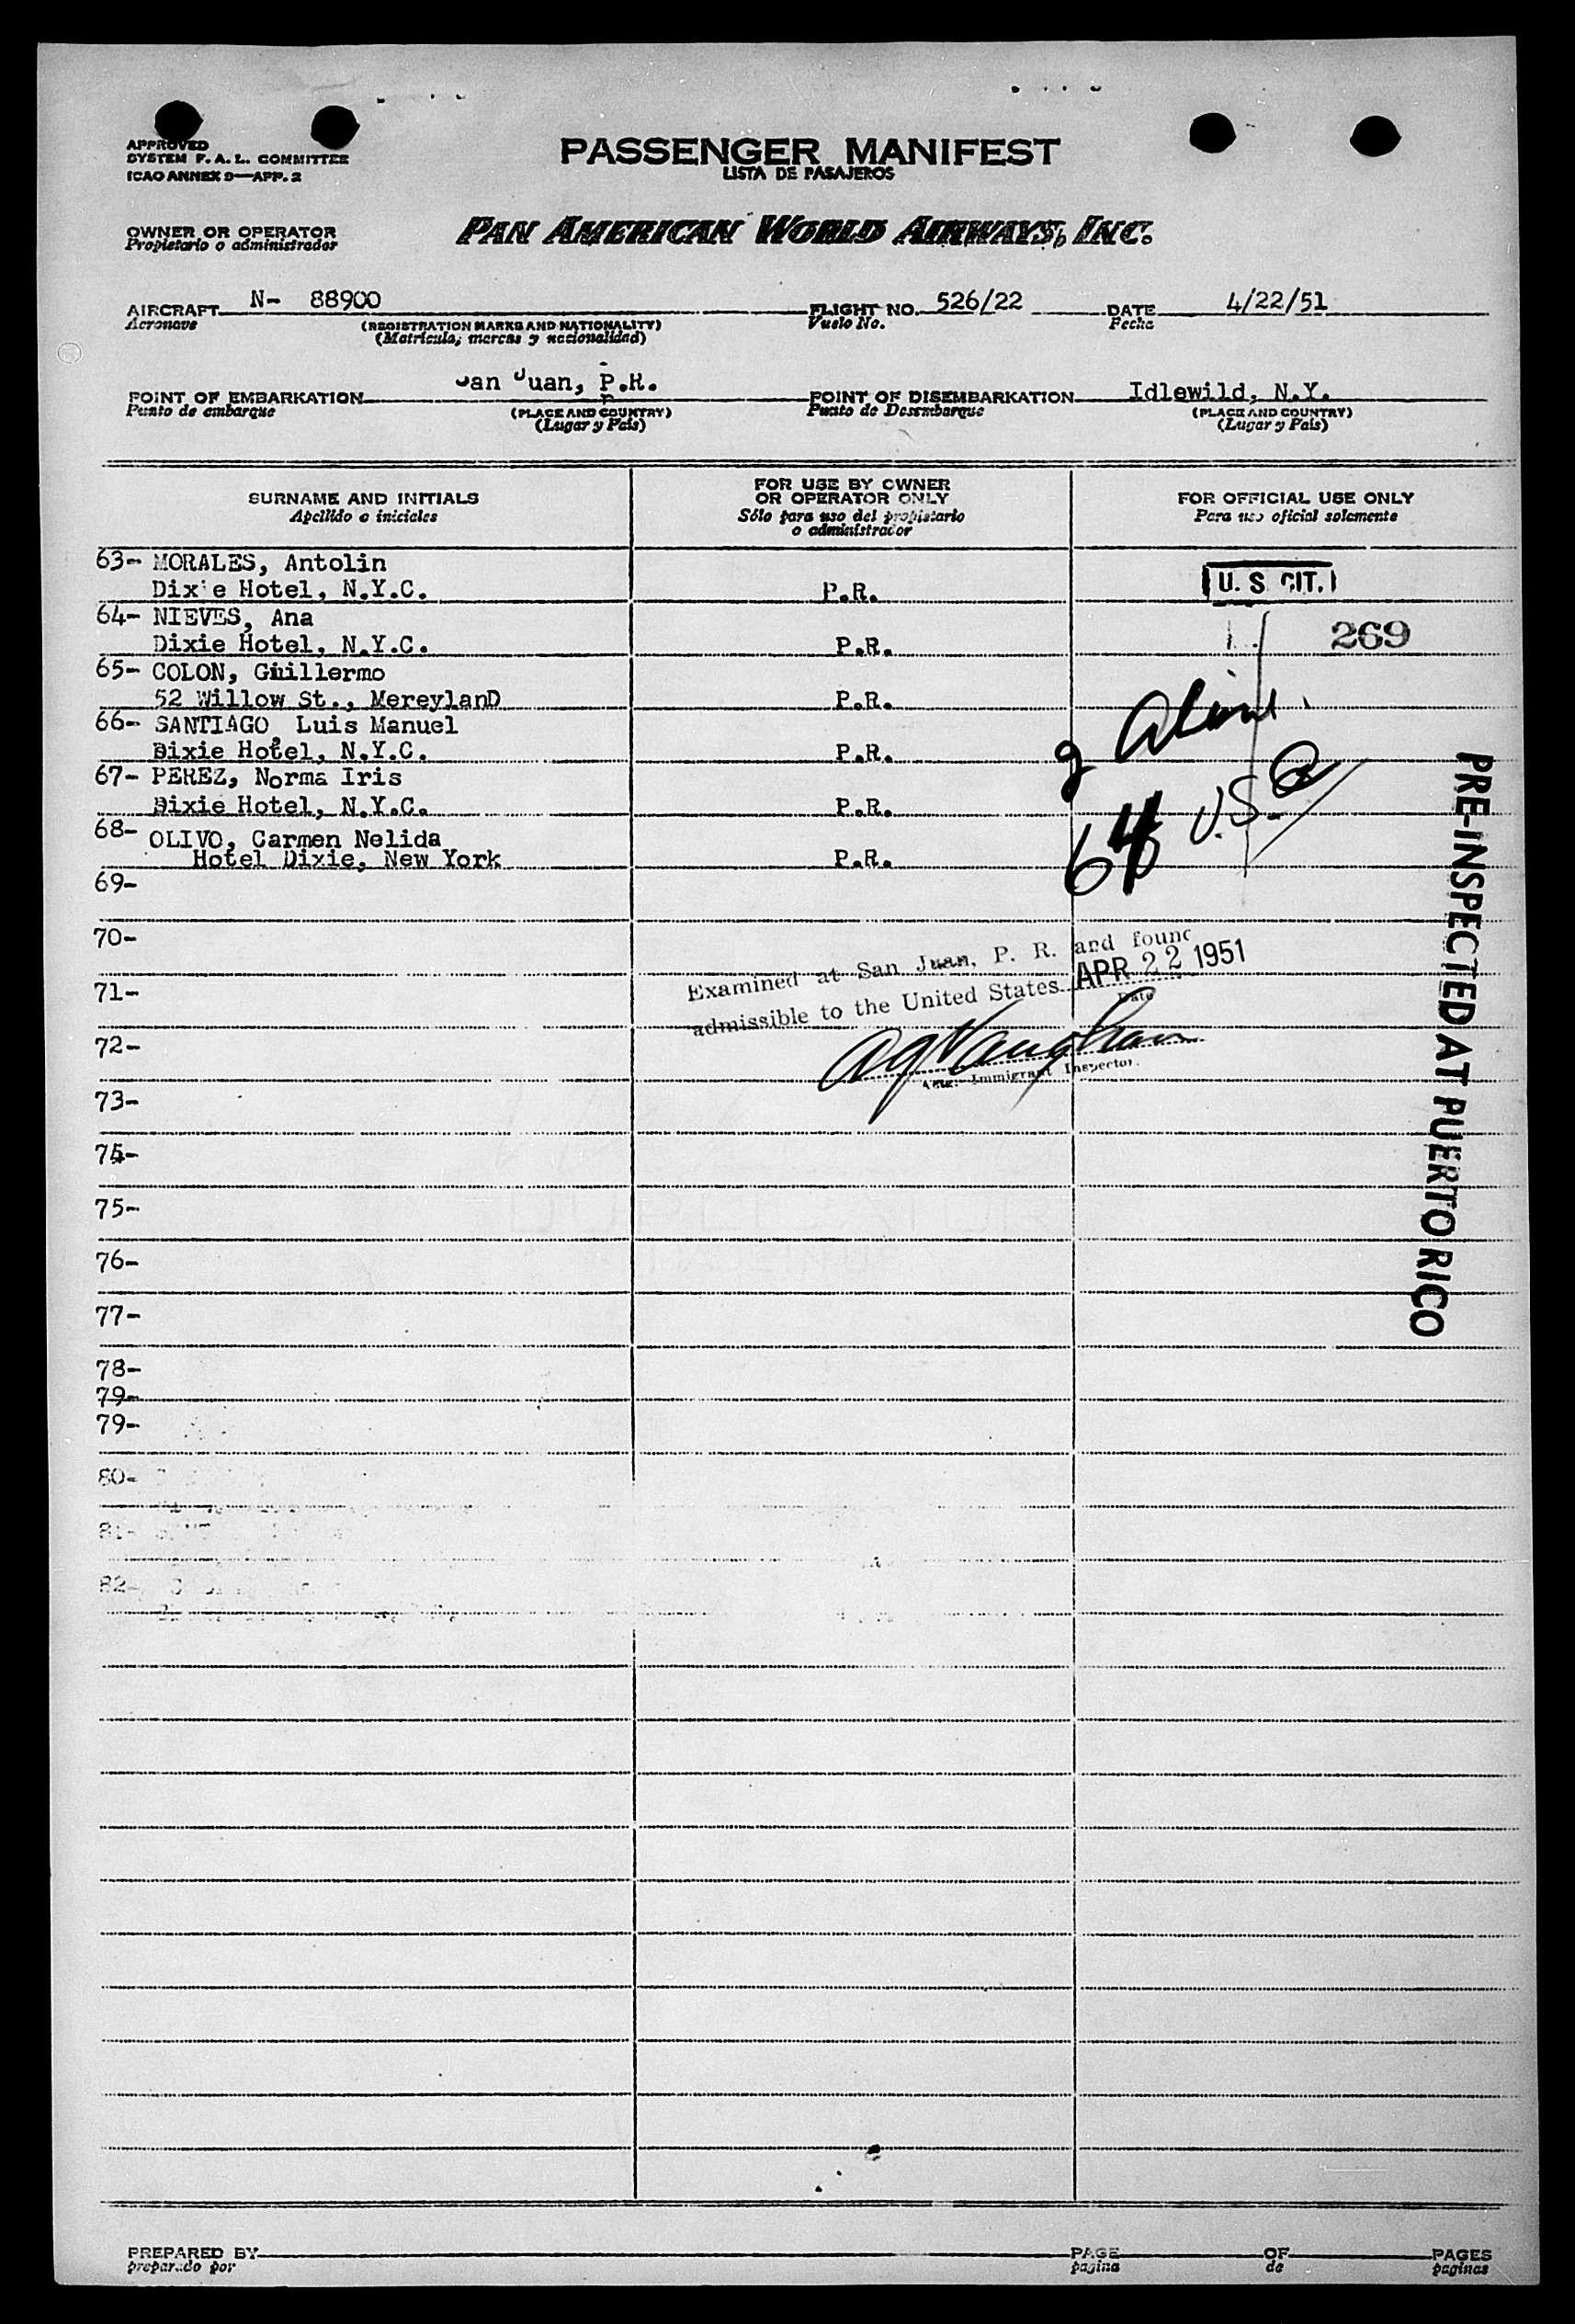 APPROVED
SYSTEM F. A. L. COMMITTEE
ICAO ANNEX 9—APP. 2
PASSENGER MANIFEST
LISTA DE PASAJEROS
OWNER OR OPERATOR
Propietario o administrador
PAN AMERICAN WORLD AIRWAYS, INC.
AIRCRAFT N- 88900 FLIGHT NO. 526/22 DATE 4/22/51
Aeronave (REGISTRATION MARKS AND NATIONALITY) Vuelo No. Fecha
(Matricula, marcas y nacionalidad)
POINT OF EMBARKATION San Juan, P.R. POINT OF DISEMBARKATION Idlewild, N.Y.
Punto de embarque (PLACE AND COUNTRY) Punto de Desembarque (PLACE AND COUNTRY)
(Lugar y País) (Lugar y País)
SURNAME AND INITIALS
Apellido e iniciales
FOR USE BY OWNER
OR OPERATOR ONLY
Sólo para uso del propietario
o administrador
FOR OFFICIAL USE ONLY
Para uso oficial solamente
63- MORALES, Antolin
Dixie Hotel, N.Y.C. P.R. U. S CIT.
64- NIEVES, Ana
Dixie Hotel, N.Y.C. P.R. 269
65- COLON, Guillermo
52 Willow St., MereylanD P.R.
66- SANTIAGO, Luis Manuel
Dixie Hotel, N.Y.C. P.R.
67- PEREZ, Norma Iris
Dixie Hotel, N.Y.C. P.R.
64 U.S.C
68- OLIVO, Carmen Nelida
Hotel Dixie, New York P.R.
69-
70-
Examined at San Juan, P. R. and found
71-
admissible to the United States APR 22 1951
Date
72-
A G Vaughan
Immigrant Inspector.
73-
74-
75-
76-
77-
78-
79-
79-
80-
81-
82-
PRE-INSPECTED AT PUERTO RICO
PREPARED BY PAGE OF PAGES
preparado por pagina de paginas